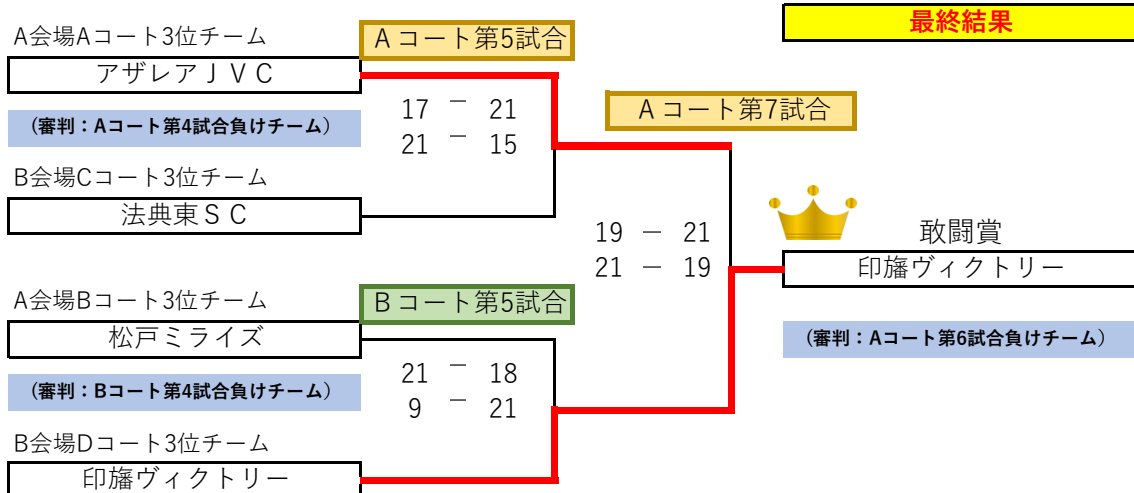 最終結果
A会場Aコート3位チーム
Aコート第5試合
アザレアJVC
17 － 21
21 － 15
Aコート第7試合
(審判：Aコート第4試合負けチーム)
B会場Cコート3位チーム
法典東SC
19 － 21
21 － 19
敢闘賞
印旛ヴィクトリー
(審判：Aコート第6試合負けチーム)
A会場Bコート3位チーム
Bコート第5試合
松戸ミライズ
21 － 18
9 － 21
(審判：Bコート第4試合負けチーム)
B会場Dコート3位チーム
印旛ヴィクトリー